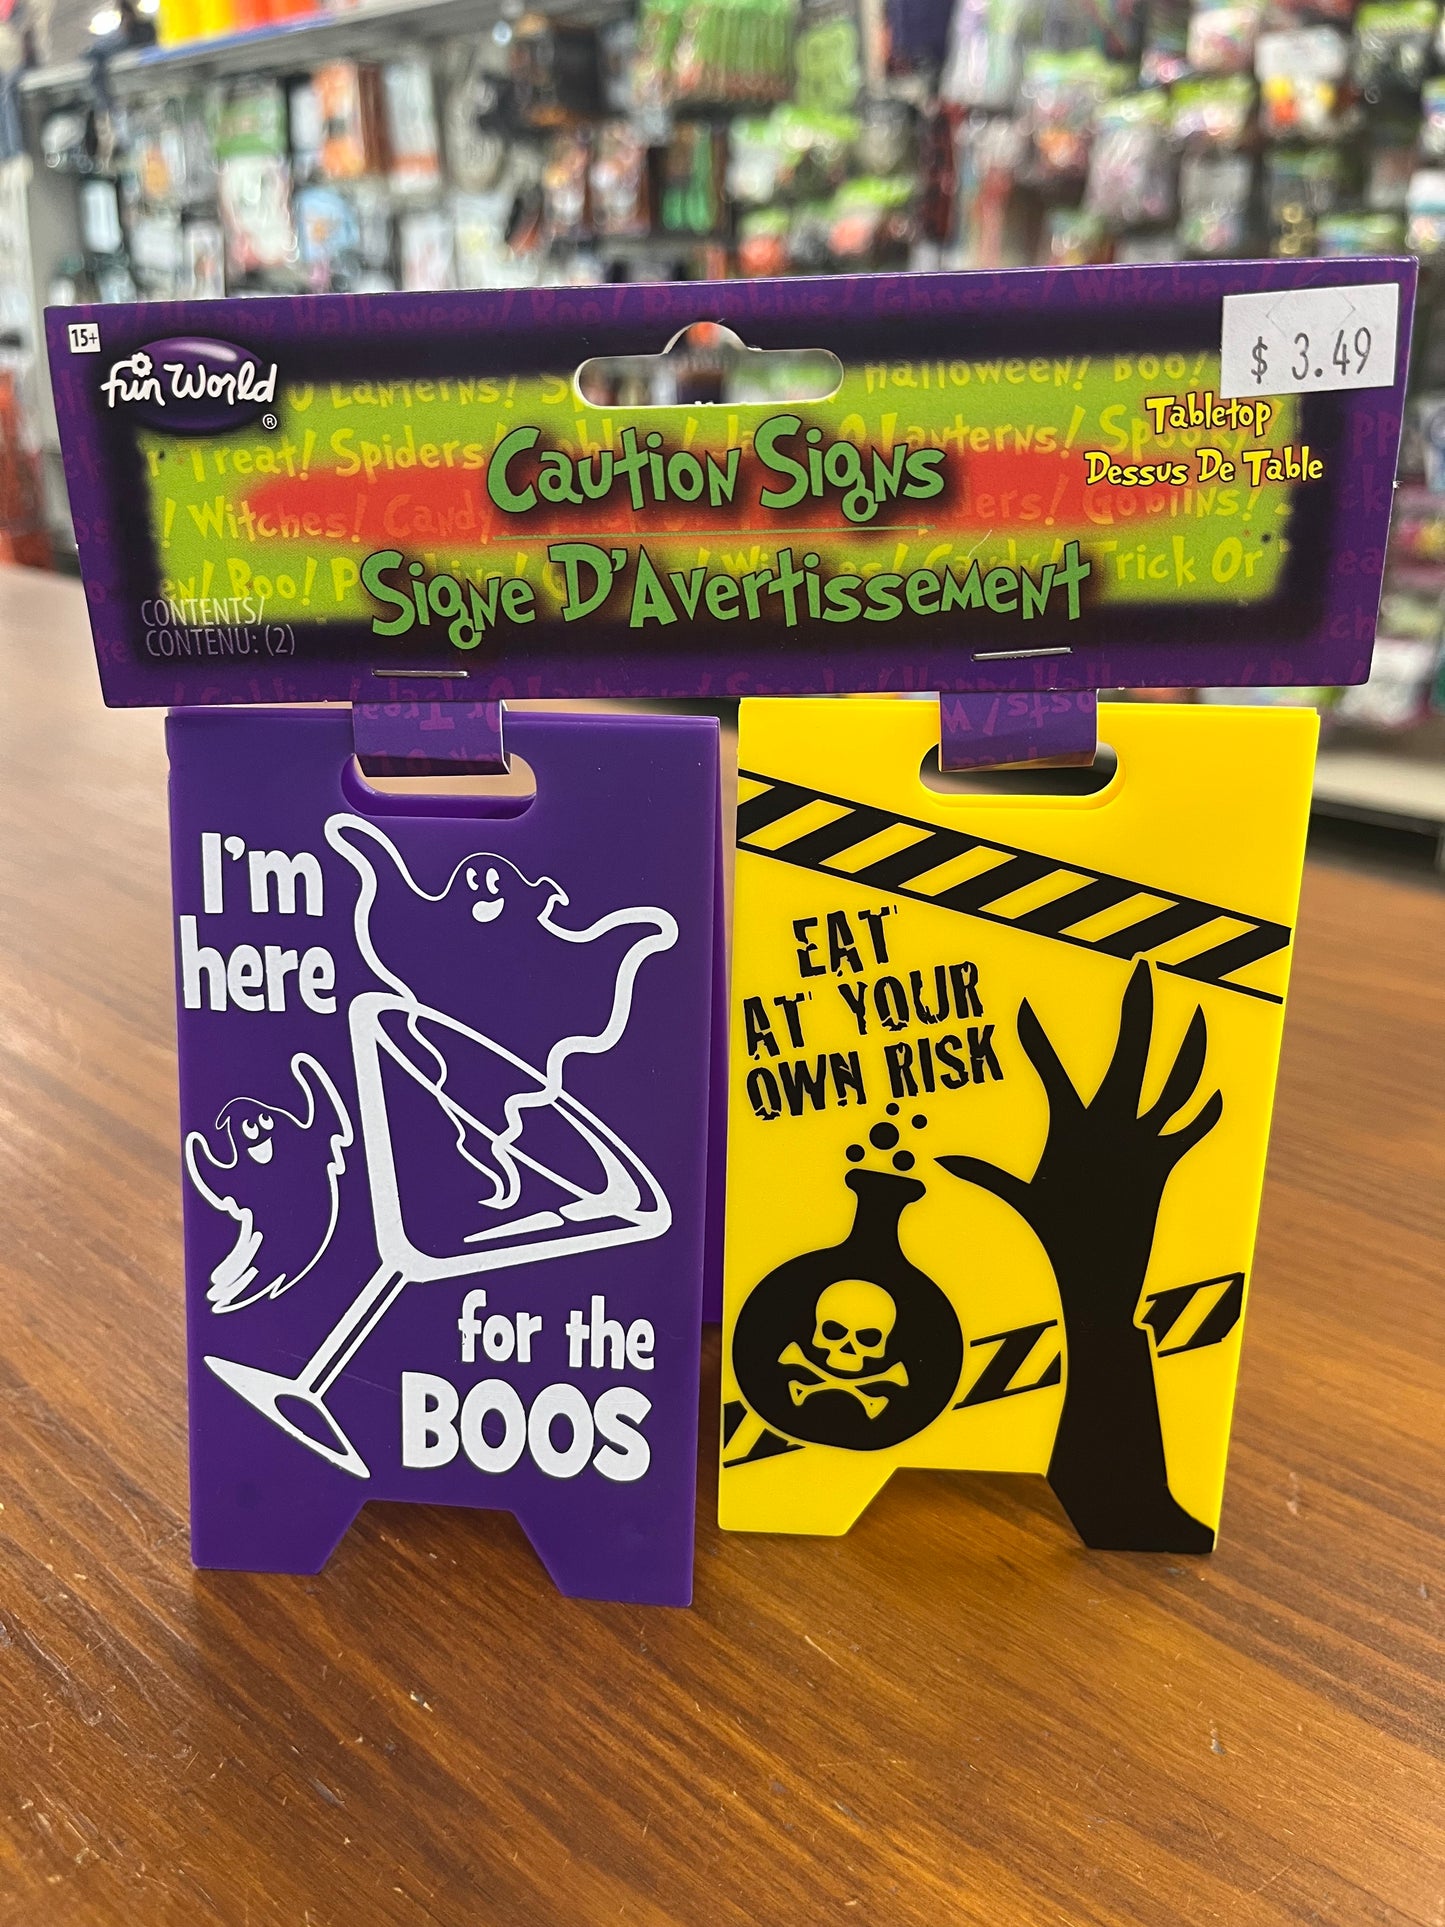 15+
fun World
®
$ 3.49
Tabletop
Dessus De Table
Caution Signs
Signe D'Avertissement
CONTENTS/
CONTENU: (2)
I'm
here
for the
BOOS
EAT
AT YOUR
OWN RISK